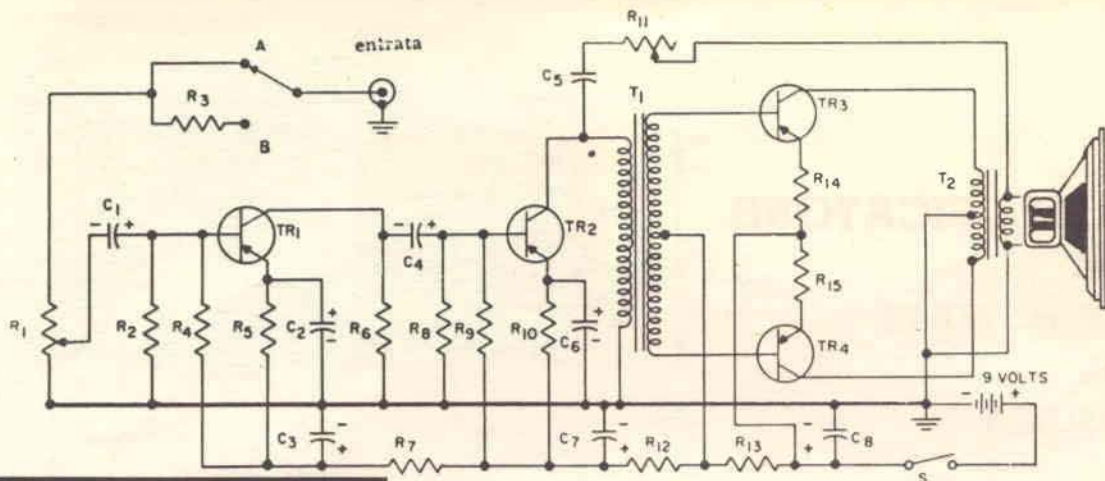 R11
A
entrata
C5
T1
TR3
R3
B
R14
T2
C1
- +
TR1
- +
C4
TR2
R15
R1
R2
R4
R5
C2
+
-
R6
R8
R9
R10
C6
+
-
TR4
9 VOLTS
- +
C3
-
+
R7
C7
-
+
R12
R13
-
+
C8
S